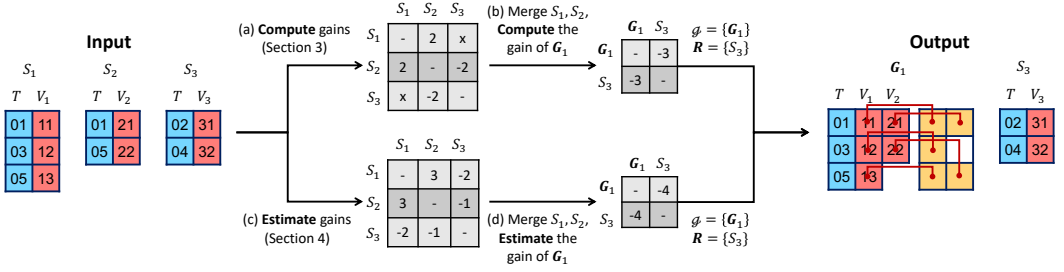 Input
S₁ S₂ S₃
T V₁ T V₂ T V₃
01 11 01 21 02 31
03 12 05 22 04 32
05 13
(a) Compute gains
(Section 3)
S₁ S₂ S₃
S₁ - 2 x
S₂ 2 - -2
S₃ x -2 -
(b) Merge S₁, S₂,
Compute the
gain of G₁
G₁ S₃
G₁ - -3
S₃ -3 -
𝒢 = {G₁}
R = {S₃}
(c) Estimate gains
(Section 4)
S₁ S₂ S₃
S₁ - 3 -2
S₂ 3 - -1
S₃ -2 -1 -
(d) Merge S₁, S₂,
Estimate the
gain of G₁
G₁ S₃
G₁ - -4
S₃ -4 -
𝒢 = {G₁}
R = {S₃}
Output
G₁ S₃
T V₁ V₂ T V₃
01 11 21 02 31
03 12 22 04 32
05 13